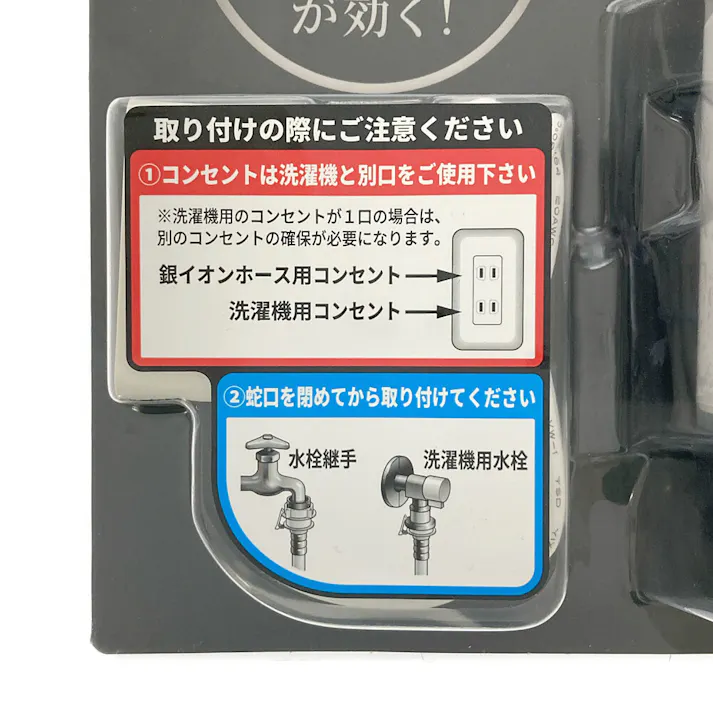 が効く!
取り付けの際にご注意ください
①コンセントは洗濯機と別口をご使用下さい
※洗濯機用のコンセントが1口の場合は、
別のコンセントの確保が必要になります。
銀イオンホース用コンセント
洗濯機用コンセント
②蛇口を閉めてから取り付けてください
水栓継手
洗濯機用水栓